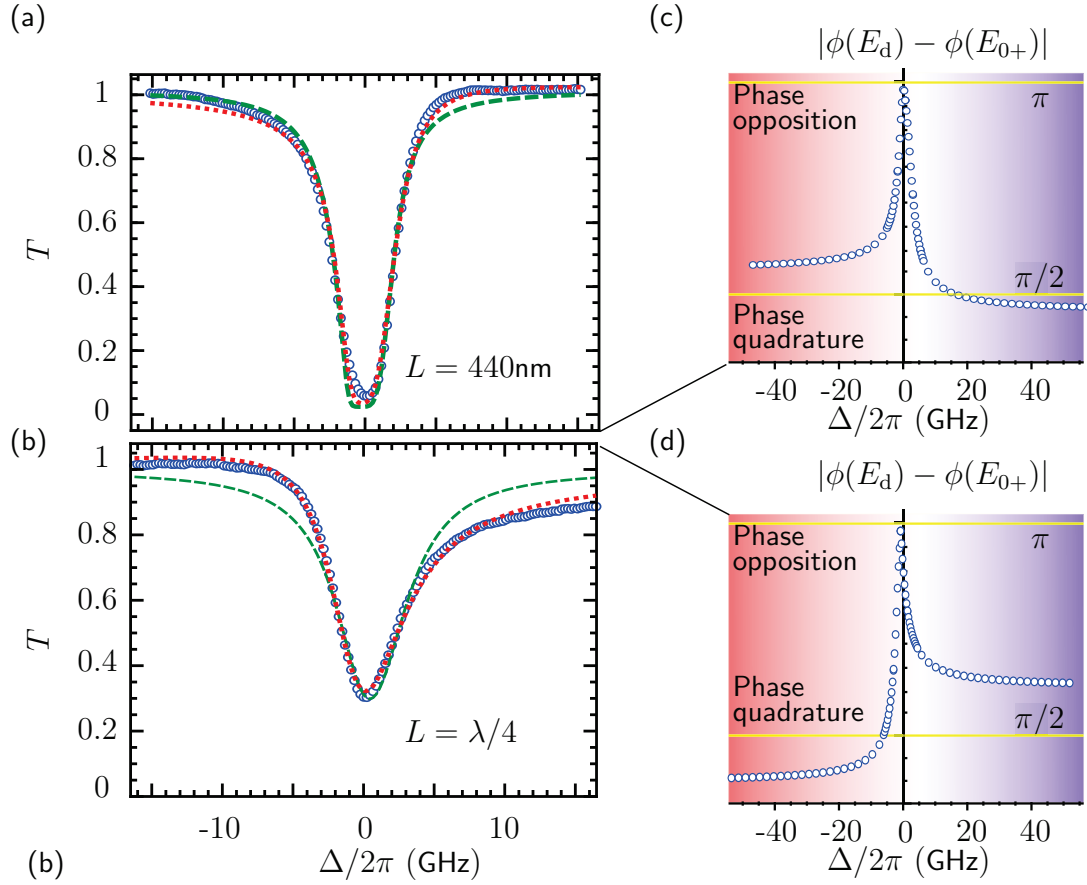 (a)
T
1
0.8
0.6
0.4
0.2
0
L = 440nm
(b)
T
1
0.8
0.6
0.4
0.2
0
L = λ/4
-10
0
10
Δ/2π (GHz)
(b)
(c)
|ϕ(E_d) − ϕ(E_0+)|
Phase
opposition
π
π/2
Phase
quadrature
-40
-20
0
20
40
Δ/2π (GHz)
(d)
|ϕ(E_d) − ϕ(E_0+)|
Phase
opposition
π
Phase
quadrature
π/2
-40
-20
0
20
40
Δ/2π (GHz)